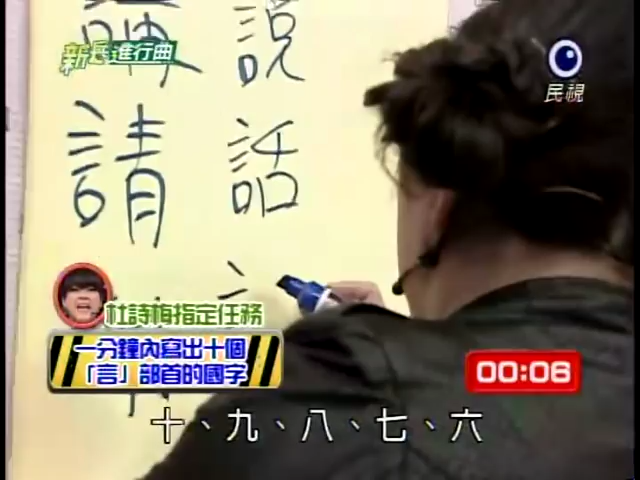 新兵進行曲
民視
說
請
話
杜詩梅指定任務
一分鐘內寫出十個
「言」部首的國字
00:06
十、九、八、七、六